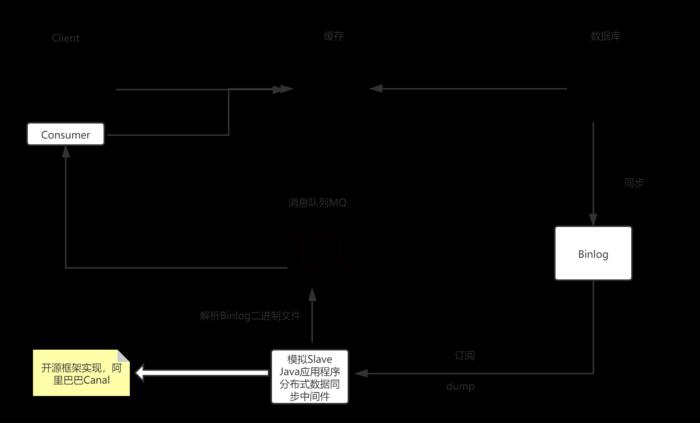 Client
缓存
数据库
Consumer
同步
消息队列MQ
Binlog
解析Binlog二进制文件
订阅
dump
模拟Slave
Java应用程序
分布式数据同
步中间件
开源框架实现，阿
里巴巴Canal